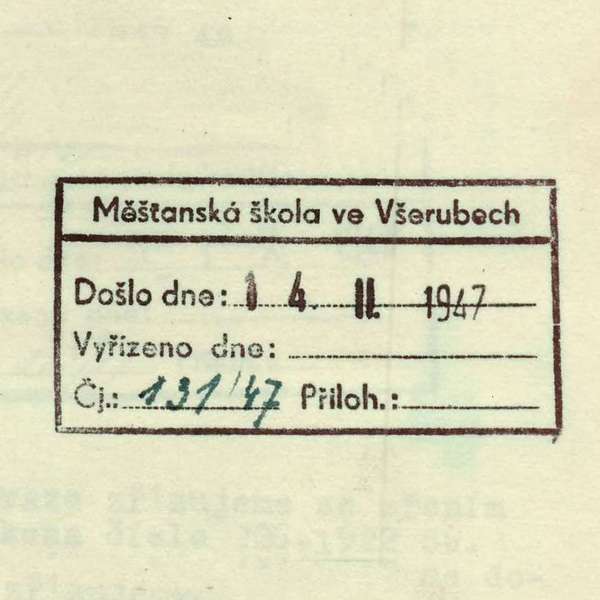 Měšťanská škola ve Všerubech
Došlo dne: 14. II. 1947
Vyřízeno dne:
Čj.: 131/47 Příloh.: